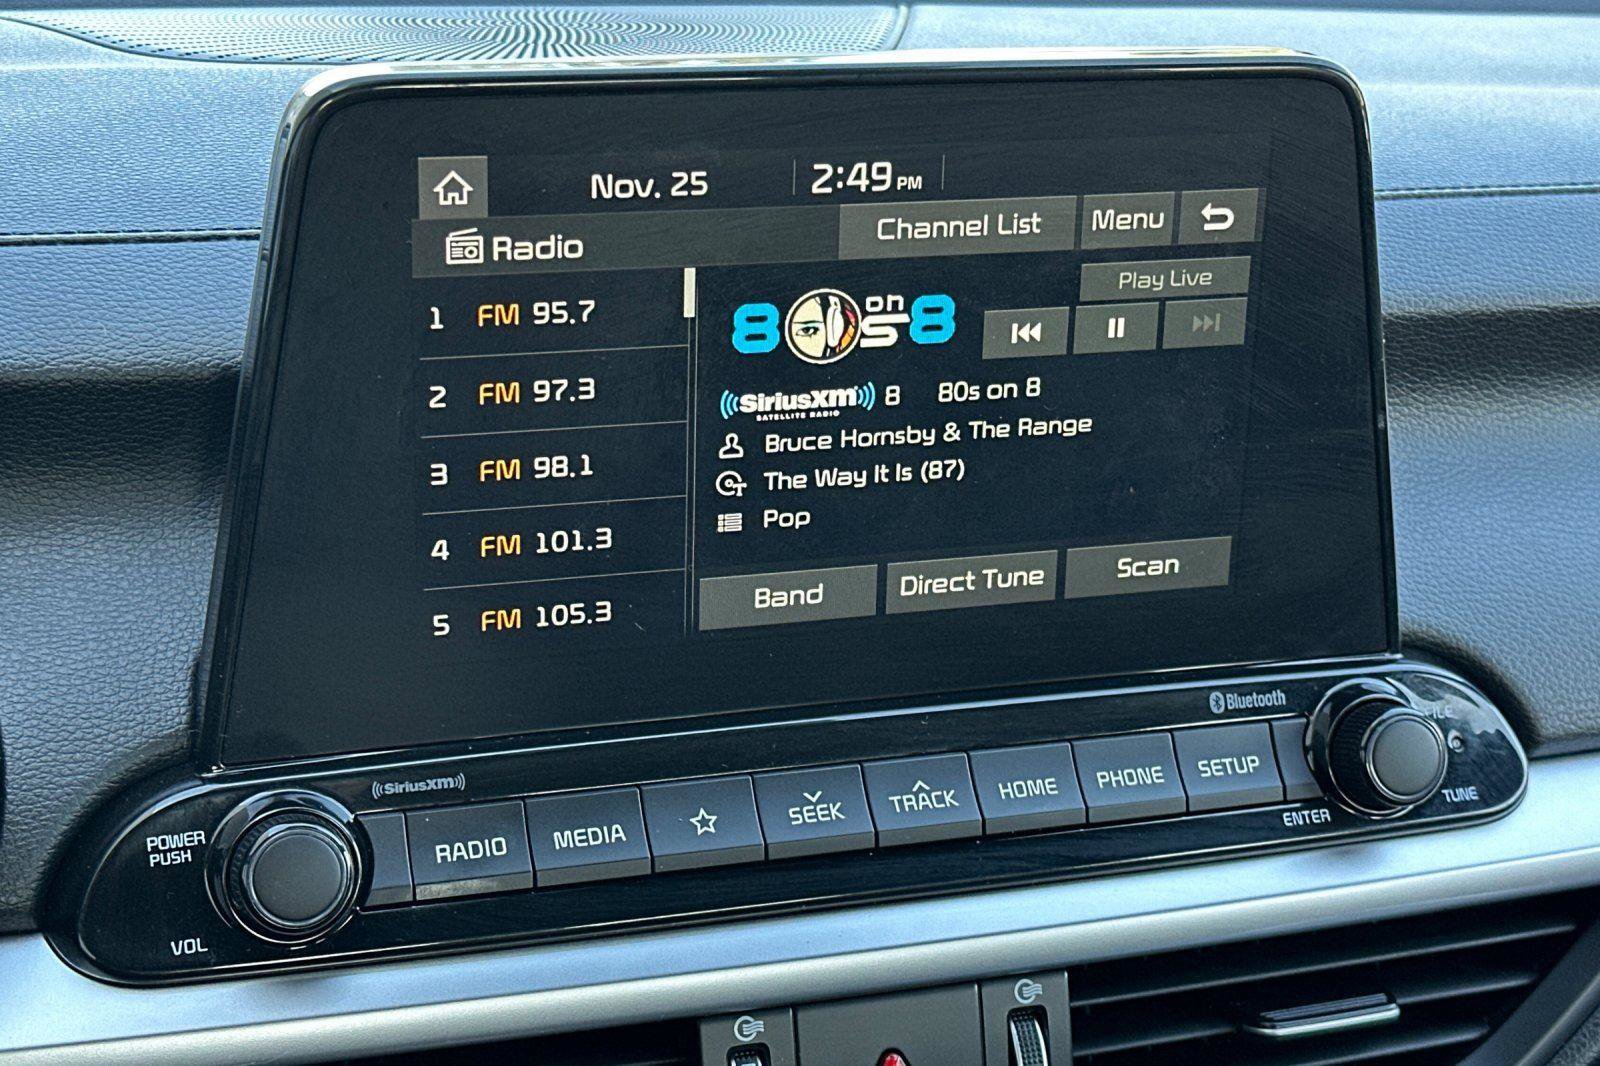 Nov. 25 2:49 PM
Radio Channel List Menu
Play Live
1 FM 95.7
2 FM 97.3
3 FM 98.1
4 FM 101.3
5 FM 105.3
80s on 8
SiriusXM 8 80s on 8
SATELLITE RADIO
Bruce Hornsby & The Range
The Way It Is (87)
Pop
Band Direct Tune Scan
Bluetooth
SiriusXM
FILE
POWER
PUSH
RADIO MEDIA SEEK TRACK HOME PHONE SETUP
ENTER
TUNE
VOL